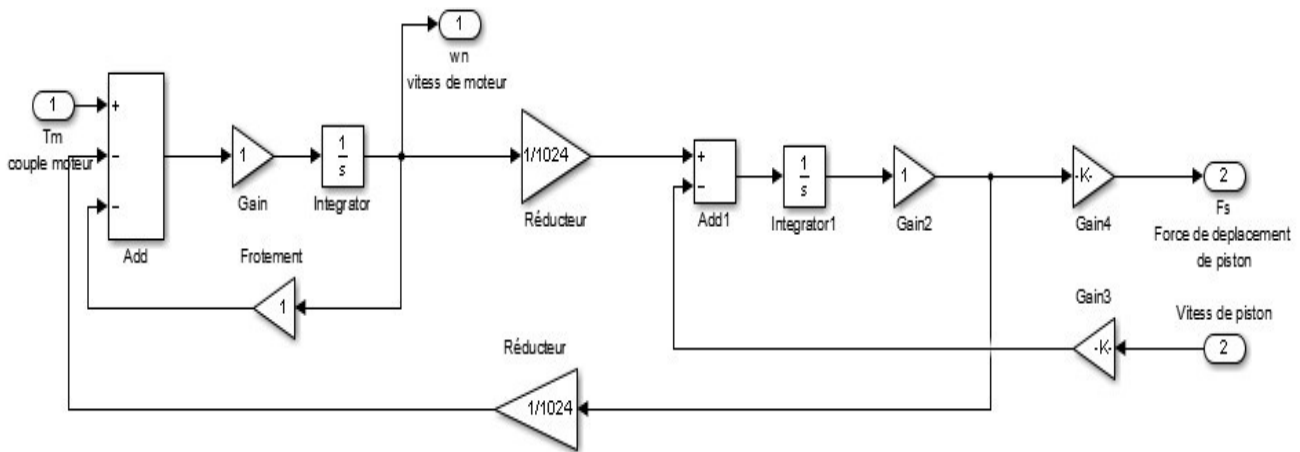 1
wn
vitess de moteur
1
Tm
couple moteur
+
−
−
Add
1
Gain
1
s
Integrator
1/1024
Réducteur
+
−
Add1
1
s
Integrator1
1
Gain2
-K-
Gain4
2
Fs
Force de deplacement
de piston
Frotement
1
Gain3
-K-
Vitess de piston
2
Réducteur
1/1024